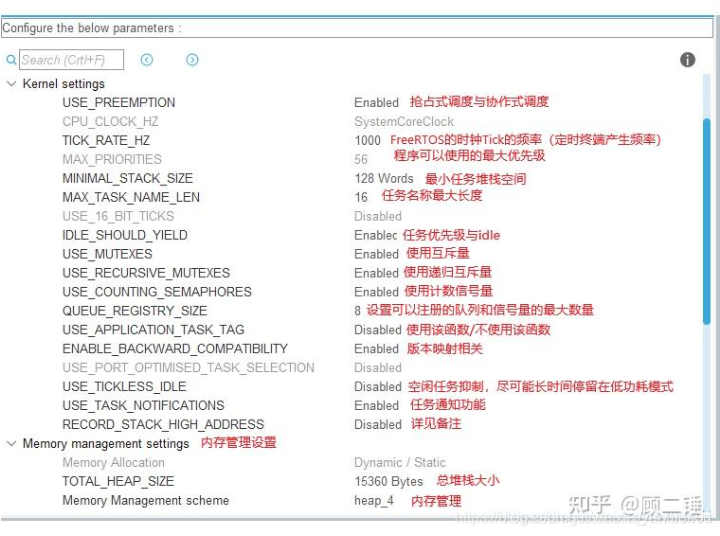 Configure the below parameters :
Search (Crtl+F)
Kernel settings
USE_PREEMPTION Enabled 抢占式调度与协作式调度
CPU_CLOCK_HZ SystemCoreClock
TICK_RATE_HZ 1000 FreeRTOS的时钟Tick的频率（定时终端产生频率）
MAX_PRIORITIES 56 程序可以使用的最大优先级
MINIMAL_STACK_SIZE 128 Words 最小任务堆栈空间
MAX_TASK_NAME_LEN 16 任务名称最大长度
USE_16_BIT_TICKS Disabled
IDLE_SHOULD_YIELD Enabled 任务优先级与idle
USE_MUTEXES Enabled 使用互斥量
USE_RECURSIVE_MUTEXES Enabled 使用递归互斥量
USE_COUNTING_SEMAPHORES Enabled 使用计数信号量
QUEUE_REGISTRY_SIZE 8 设置可以注册的队列和信号量的最大数量
USE_APPLICATION_TASK_TAG Disabled 使用该函数/不使用该函数
ENABLE_BACKWARD_COMPATIBILITY Enabled 版本映射相关
USE_PORT_OPTIMISED_TASK_SELECTION Disabled
USE_TICKLESS_IDLE Disabled 空闲任务抑制，尽可能长时间停留在低功耗模式
USE_TASK_NOTIFICATIONS Enabled 任务通知功能
RECORD_STACK_HIGH_ADDRESS Disabled 详见备注
Memory management settings 内存管理设置
Memory Allocation Dynamic / Static
TOTAL_HEAP_SIZE 15360 Bytes 总堆栈大小
Memory Management scheme heap_4 内存管理
知乎 @顾二锤